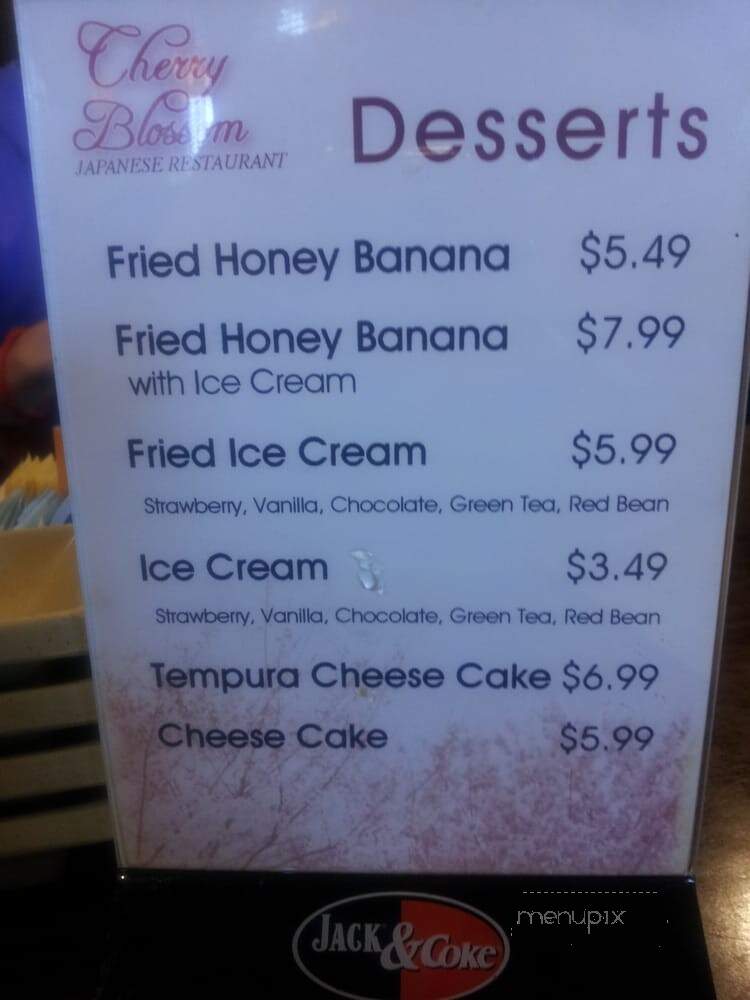 Cherry
Blossom
JAPANESE RESTAURANT
Desserts
Fried Honey Banana $5.49
Fried Honey Banana $7.99
with Ice Cream
Fried Ice Cream $5.99
Strawberry, Vanilla, Chocolate, Green Tea, Red Bean
Ice Cream $3.49
Strawberry, Vanilla, Chocolate, Green Tea, Red Bean
Tempura Cheese Cake $6.99
Cheese Cake $5.99
JACK & COKE
menupix